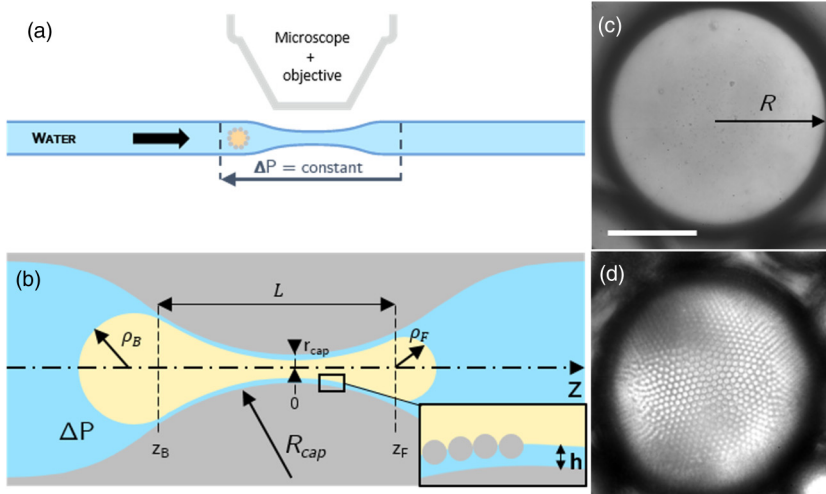 (a)
Microscope
+
objective
WATER
ΔP = constant
(b)
L
ρB
rcap
ρF
0
Z
ΔP
zB
Rcap
zF
h
(c)
R
(d)